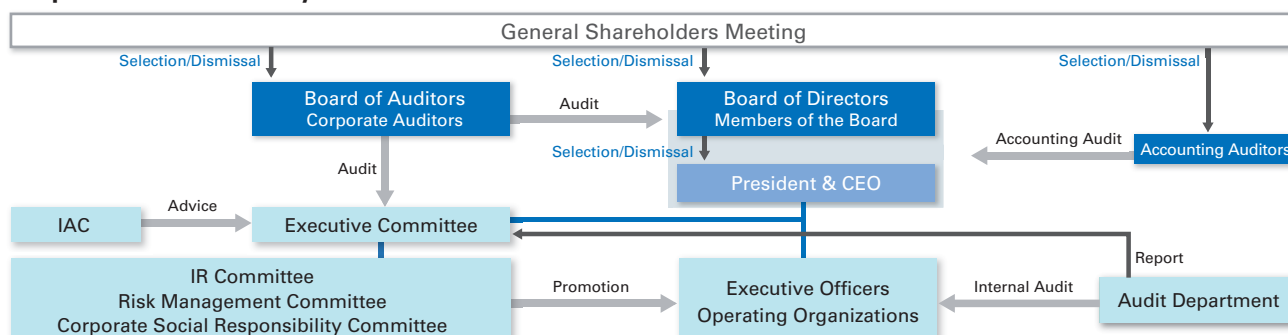 General Shareholders Meeting
Selection/Dismissal
Selection/Dismissal
Selection/Dismissal
Board of Auditors
Corporate Auditors
Audit
Board of Directors
Members of the Board
Selection/Dismissal
Accounting Audit
Accounting Auditors
Audit
President & CEO
IAC
Advice
Executive Committee
Report
IR Committee
Risk Management Committee
Corporate Social Responsibility Committee
Promotion
Executive Officers
Operating Organizations
Internal Audit
Audit Department